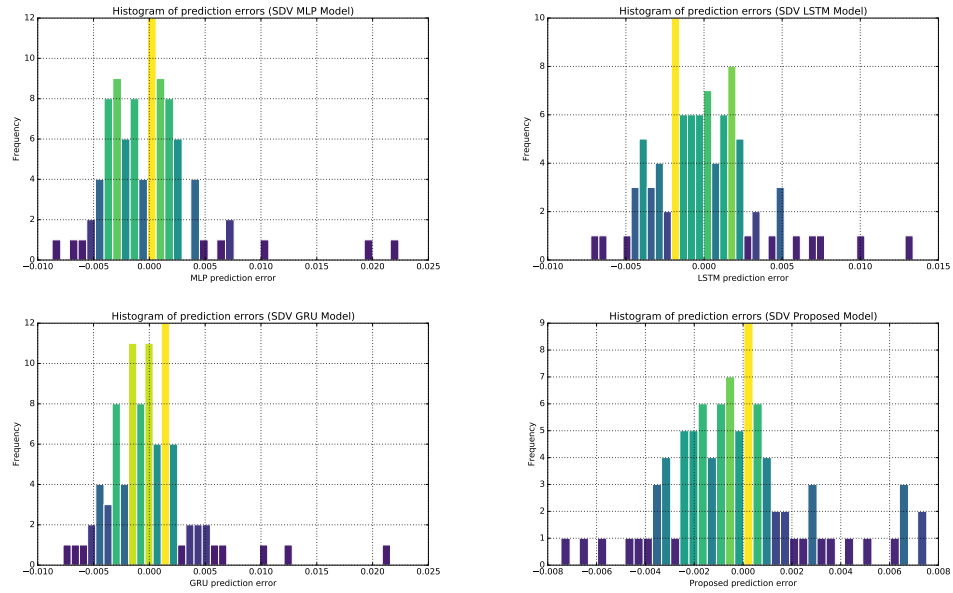 Histogram of prediction errors (SDV MLP Model)
12
10
8
6
4
2
0
Frequency
−0.010 −0.005 0.000 0.005 0.010 0.015 0.020 0.025
MLP prediction error
Histogram of prediction errors (SDV LSTM Model)
10
8
6
4
2
0
Frequency
−0.010 −0.005 0.000 0.005 0.010 0.015
LSTM prediction error
Histogram of prediction errors (SDV GRU Model)
12
10
8
6
4
2
0
Frequency
−0.010 −0.005 0.000 0.005 0.010 0.015 0.020 0.025
GRU prediction error
Histogram of prediction errors (SDV Proposed Model)
9
8
7
6
5
4
3
2
1
0
Frequency
−0.008 −0.006 −0.004 −0.002 0.000 0.002 0.004 0.006 0.008
Proposed prediction error